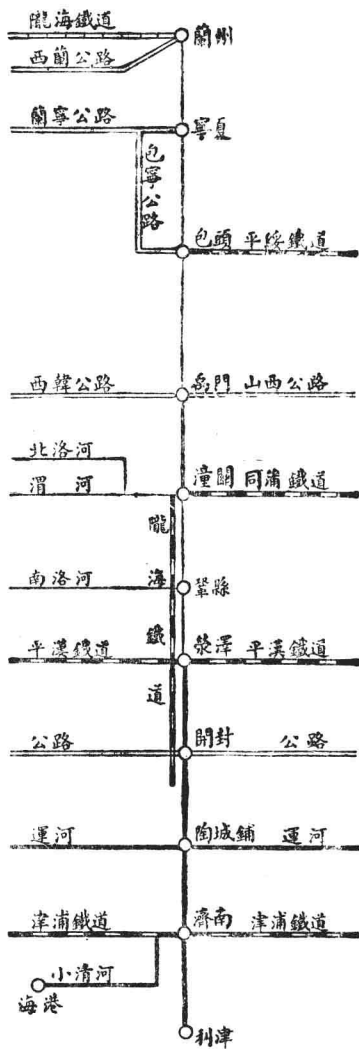 隴海鐵道
蘭州
西蘭公路
蘭寧公路
寧夏
包寧公路
包頭 平綏鐵道
西韓公路
禹門 山西公路
北洛河
渭河
潼關 同蒲鐵道
隴海鐵道
南洛河
鞏縣
平漢鐵道
滎澤 平漢鐵道
公路
開封 公路
運河
陶城鋪 運河
津浦鐵道
濟南 津浦鐵道
小清河
海港
利津